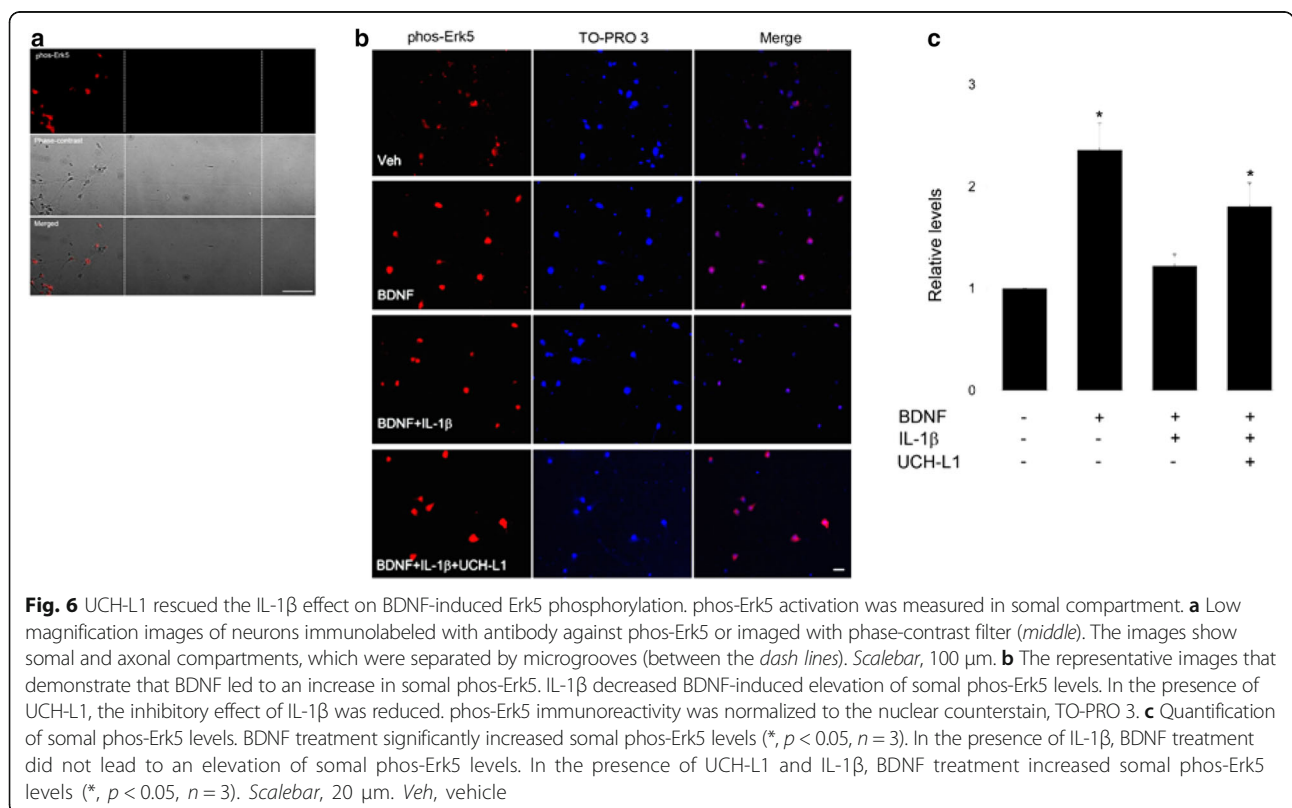 a
phos-Erk5
Phase-contrast
Merged
b
phos-Erk5 TO-PRO 3 Merge
Veh
BDNF
BDNF+IL-1β
BDNF+IL-1β+UCH-L1
c
Relative levels
3
*
*
2
*
1
0
BDNF - + + +
IL-1β - - + +
UCH-L1 - - - +
Fig. 6 UCH-L1 rescued the IL-1β effect on BDNF-induced Erk5 phosphorylation. phos-Erk5 activation was measured in somal compartment. a Low
magnification images of neurons immunolabeled with antibody against phos-Erk5 or imaged with phase-contrast filter (middle). The images show
somal and axonal compartments, which were separated by microgrooves (between the dash lines). Scalebar, 100 μm. b The representative images that
demonstrate that BDNF led to an increase in somal phos-Erk5. IL-1β decreased BDNF-induced elevation of somal phos-Erk5 levels. In the presence of
UCH-L1, the inhibitory effect of IL-1β was reduced. phos-Erk5 immunoreactivity was normalized to the nuclear counterstain, TO-PRO 3. c Quantification
of somal phos-Erk5 levels. BDNF treatment significantly increased somal phos-Erk5 levels (*, p < 0.05, n = 3). In the presence of IL-1β, BDNF treatment
did not lead to an elevation of somal phos-Erk5 levels. In the presence of UCH-L1 and IL-1β, BDNF treatment increased somal phos-Erk5
levels (*, p < 0.05, n = 3). Scalebar, 20 μm. Veh, vehicle